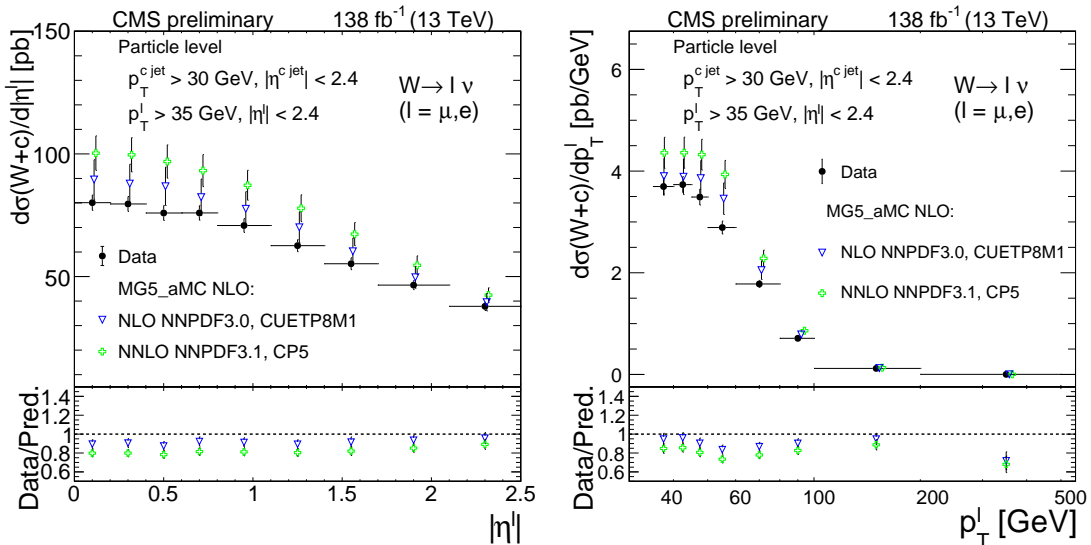 CMS preliminary 138 fb⁻¹ (13 TeV)
dσ(W+c)/d|ηˡ| [pb]
150
100
50
Particle level
p_T^{c jet} > 30 GeV, |η^{c jet}| < 2.4
p_T^l > 35 GeV, |η^l| < 2.4
W → l ν
(l = μ,e)
Data
MG5_aMC NLO:
NLO NNPDF3.0, CUETP8M1
NNLO NNPDF3.1, CP5
Data/Pred.
1.4
1.2
1
0.8
0.6
0 0.5 1 1.5 2 2.5
|ηˡ|
CMS preliminary 138 fb⁻¹ (13 TeV)
dσ(W+c)/dp_T^l [pb/GeV]
6
4
2
0
Particle level
p_T^{c jet} > 30 GeV, |η^{c jet}| < 2.4
p_T^l > 35 GeV, |η^l| < 2.4
W → l ν
(l = μ,e)
Data
MG5_aMC NLO:
NLO NNPDF3.0, CUETP8M1
NNLO NNPDF3.1, CP5
Data/Pred.
1.4
1.2
1
0.8
0.6
40 60 100 200 500
p_T^l [GeV]